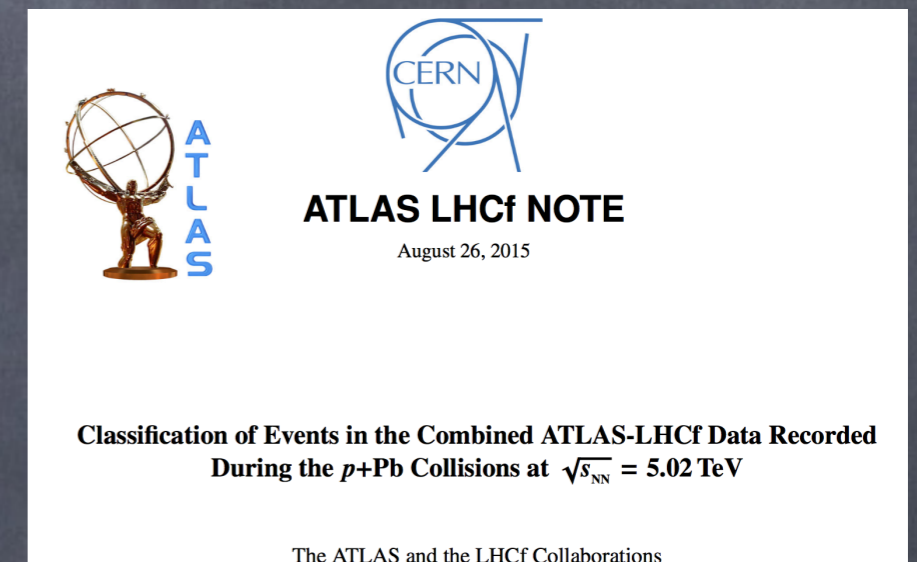 CERN
ATLAS
ATLAS LHCf NOTE
August 26, 2015
Classification of Events in the Combined ATLAS-LHCf Data Recorded
During the p+Pb Collisions at √sNN = 5.02 TeV
The ATLAS and the LHCf Collaborations